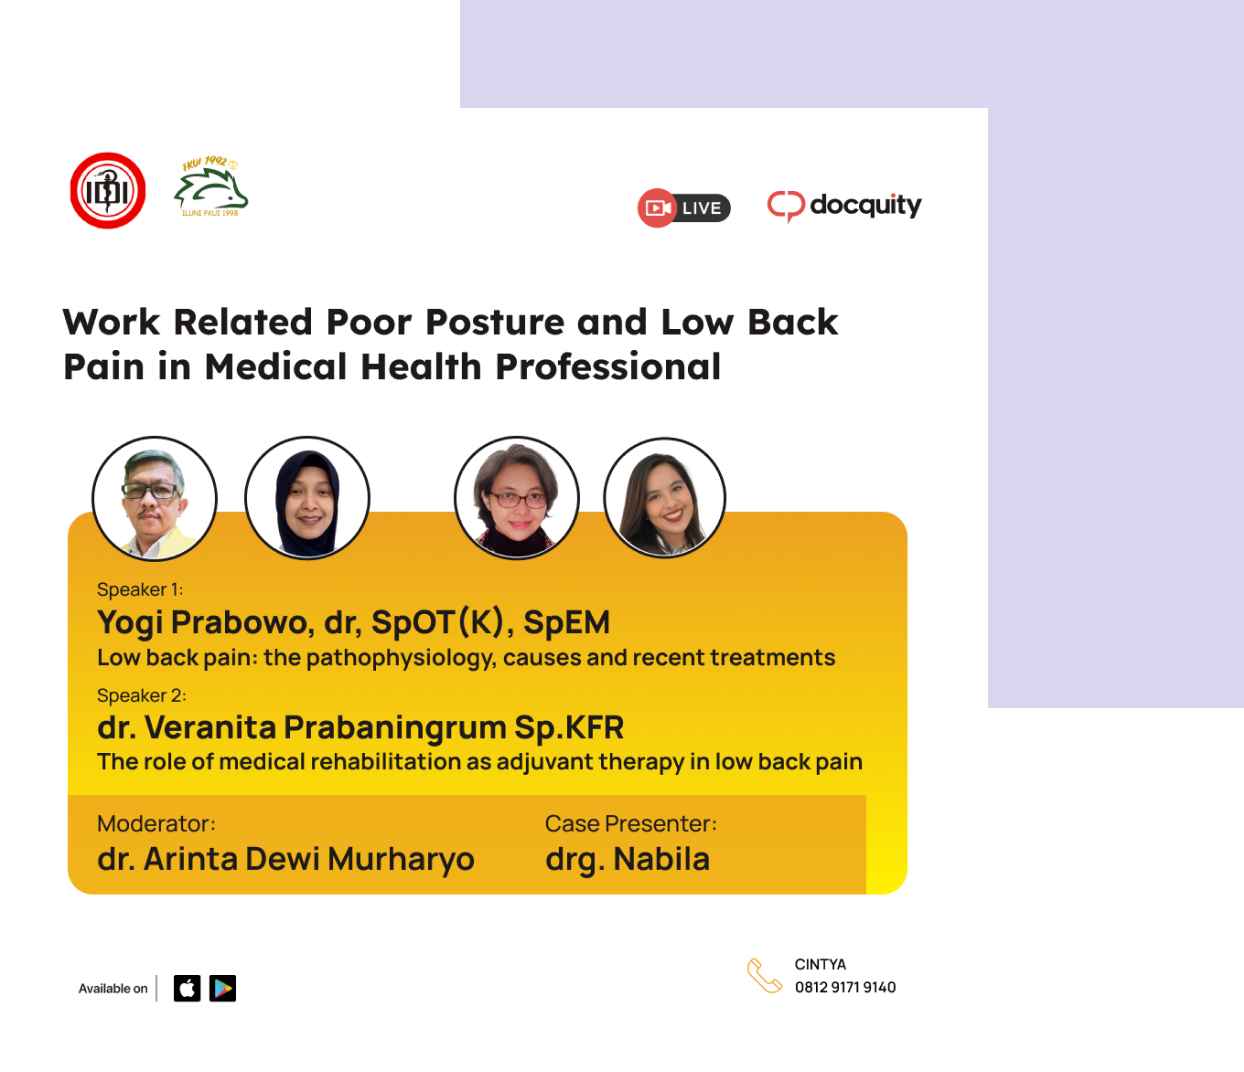 IDI
FKUI 1992
ILUNI FKUI 1998
LIVE
docquity
Work Related Poor Posture and Low Back
Pain in Medical Health Professional
Speaker 1:
Yogi Prabowo, dr, SpOT(K), SpEM
Low back pain: the pathophysiology, causes and recent treatments
Speaker 2:
dr. Veranita Prabaningrum Sp.KFR
The role of medical rehabilitation as adjuvant therapy in low back pain
Moderator:
dr. Arinta Dewi Murharyo
Case Presenter:
drg. Nabila
Available on
CINTYA
0812 9171 9140